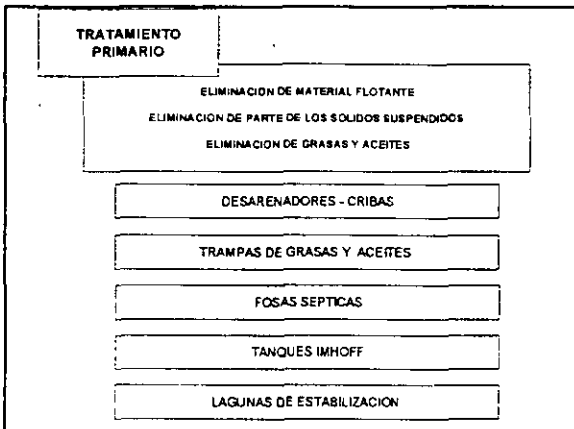 TRATAMIENTO
PRIMARIO
ELIMINACION DE MATERIAL FLOTANTE
ELIMINACION DE PARTE DE LOS SOLIDOS SUSPENDIDOS
ELIMINACION DE GRASAS Y ACEITES
DESARENADORES - CRIBAS
TRAMPAS DE GRASAS Y ACEITES
FOSAS SEPTICAS
TANQUES IMHOFF
LAGUNAS DE ESTABILIZACION